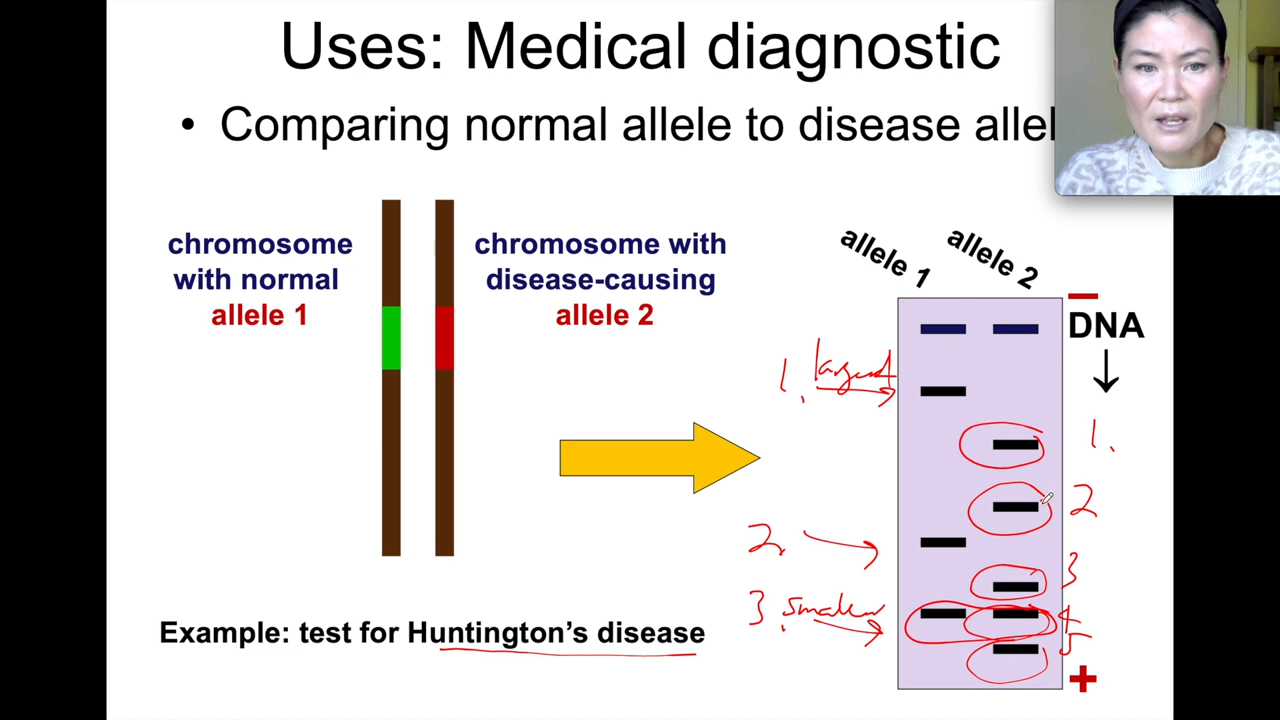 Uses: Medical diagnostic
• Comparing normal allele to disease allel
chromosome
with normal
allele 1
chromosome with
disease-causing
allele 2
allele 1
allele 2
−
DNA
1. largest
1.
2
2.
3
3. smaller
4
5
+
Example: test for Huntington's disease